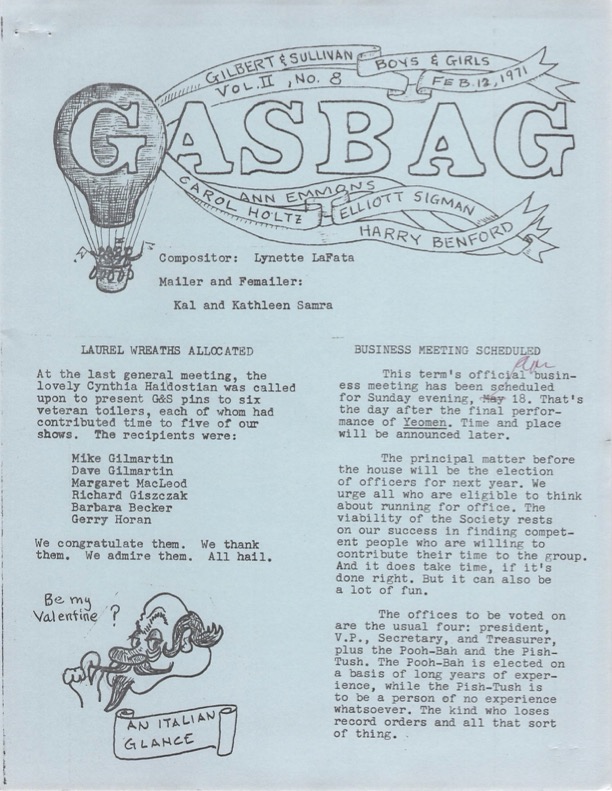 GILBERT & SULLIVAN BOYS & GIRLS
VOL. II, No. 8 FEB. 12, 1971
GASBAG
ANN EMMONS
CAROL HOLTZ ELLIOTT SIGMAN
HARRY BENFORD
Compositor: Lynette LaFata
Mailer and Femailer:
Kal and Kathleen Samra
LAUREL WREATHS ALLOCATED
At the last general meeting, the
lovely Cynthia Haidostian was called
upon to present G&S pins to six
veteran toilers, each of whom had
contributed time to five of our
shows. The recipients were:
Mike Gilmartin
Dave Gilmartin
Margaret MacLeod
Richard Giszczak
Barbara Becker
Gerry Horan
We congratulate them. We thank
them. We admire them. All hail.
Be my
Valentine ?
AN ITALIAN
GLANCE
BUSINESS MEETING SCHEDULED
This term's official busin-
ess meeting has been scheduled
for Sunday evening, May 18. That's
the day after the final perfor-
mance of Yeomen. Time and place
will be announced later.
The principal matter before
the house will be the election
of officers for next year. We
urge all who are eligible to think
about running for office. The
viability of the Society rests
on our success in finding compet-
ent people who are willing to
contribute their time to the group.
And it does take time, if it's
done right. But it can also be
a lot of fun.
The offices to be voted on
are the usual four: president,
V.P., Secretary, and Treasurer,
plus the Pooh-Bah and the Pish-
Tush. The Pooh-Bah is elected on
a basis of long years of exper-
ience, while the Pish-Tush is
to be a person of no experience
whatsoever. The kind who loses
record orders and all that sort
of thing.